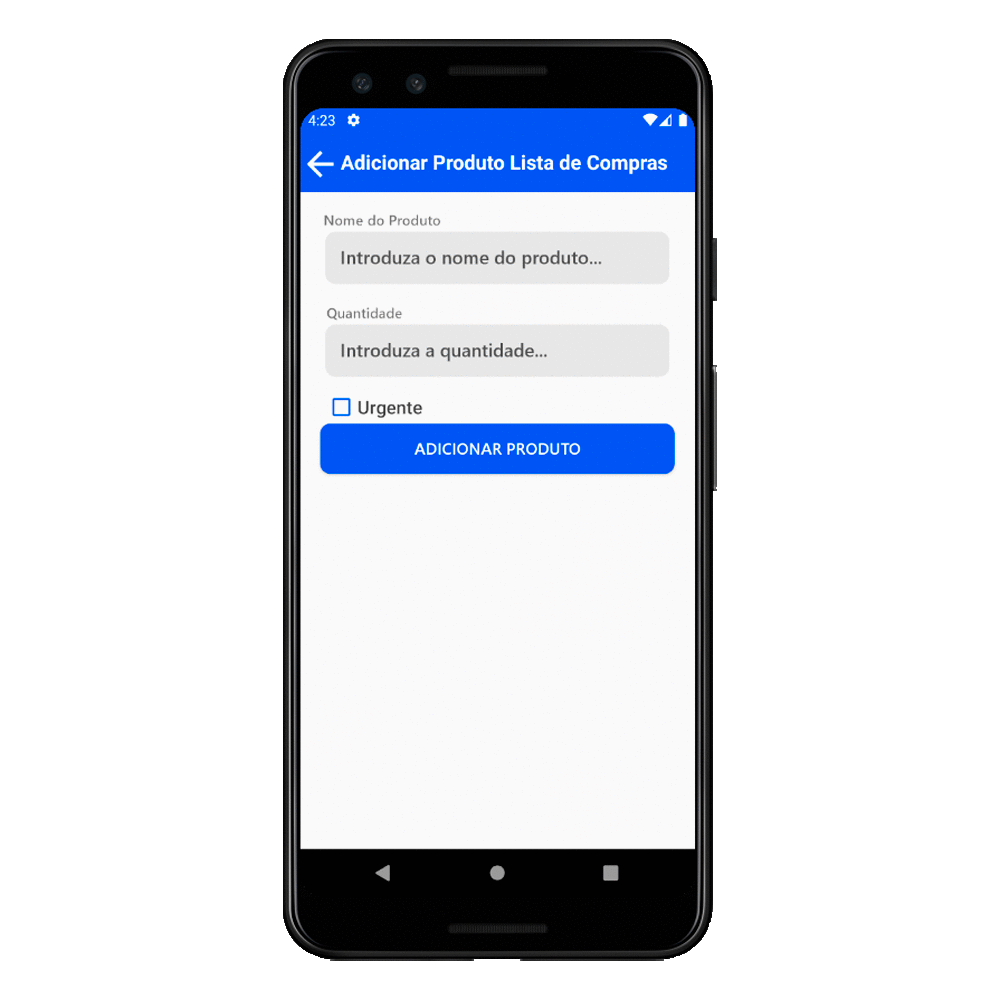 4:23
Adicionar Produto Lista de Compras
Nome do Produto
Introduza o nome do produto...
Quantidade
Introduza a quantidade...
Urgente
ADICIONAR PRODUTO